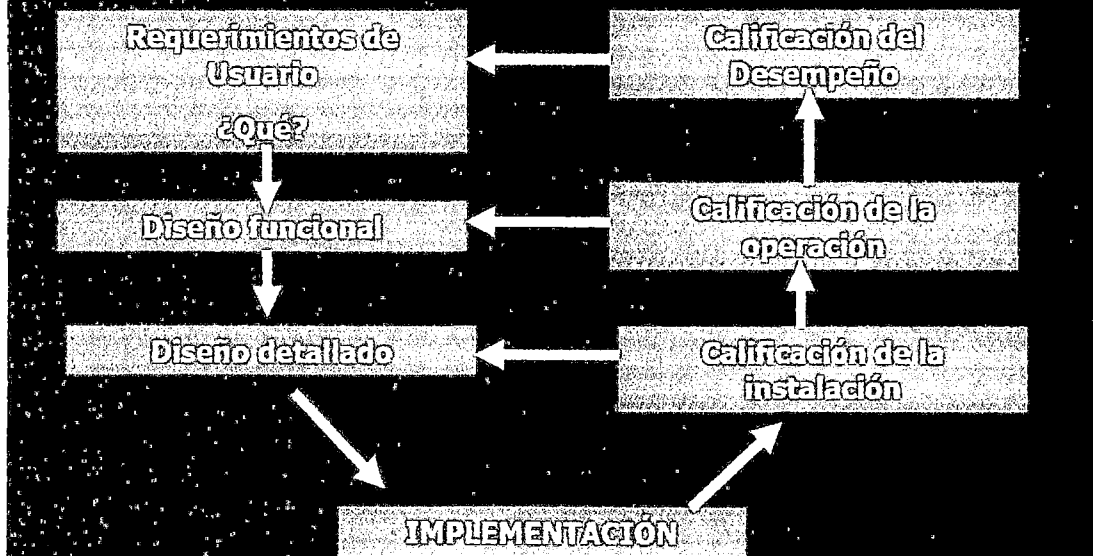 Requerimientos de
Usuario
¿Qué?
Calificación del
Desempeño
Diseño funcional
Calificación de la
operación
Diseño detallado
Calificación de la
instalación
IMPLEMENTACIÓN